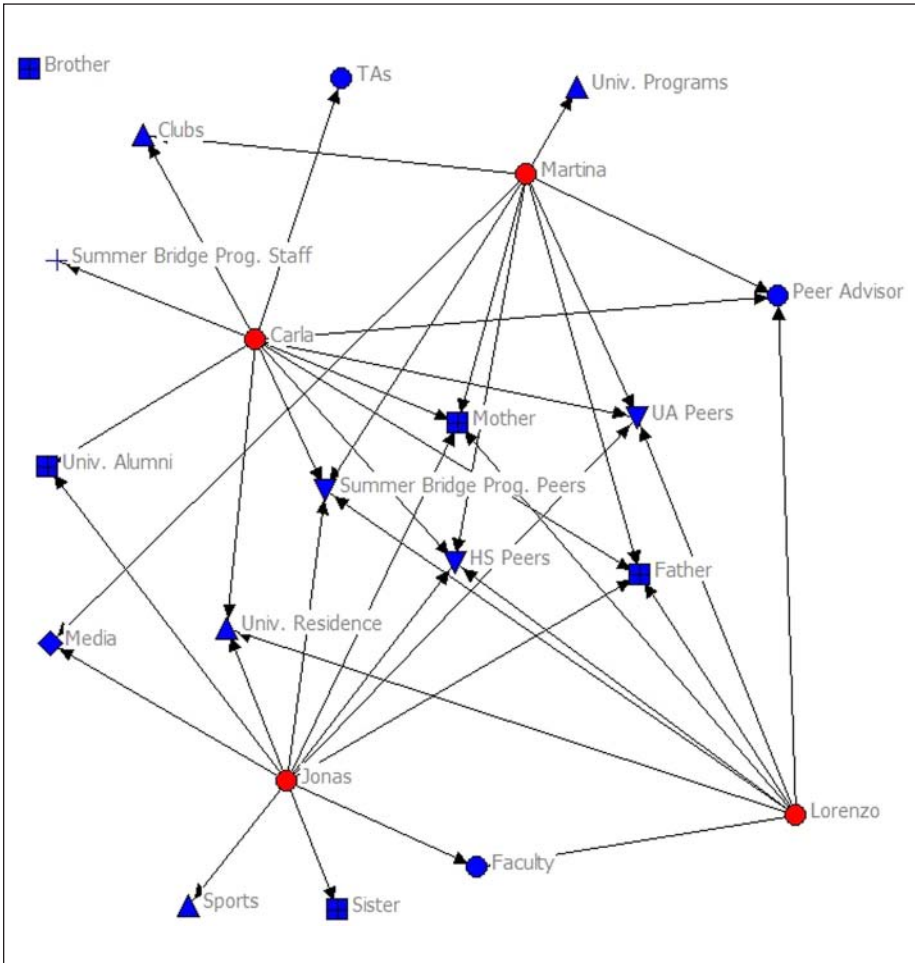 Brother
TAs
Univ. Programs
Clubs
Martina
Summer Bridge Prog. Staff
Peer Advisor
Carla
Mother
UA Peers
Univ. Alumni
Summer Bridge Prog. Peers
HS Peers
Father
Univ. Residence
Media
Jonas
Lorenzo
Faculty
Sports
Sister